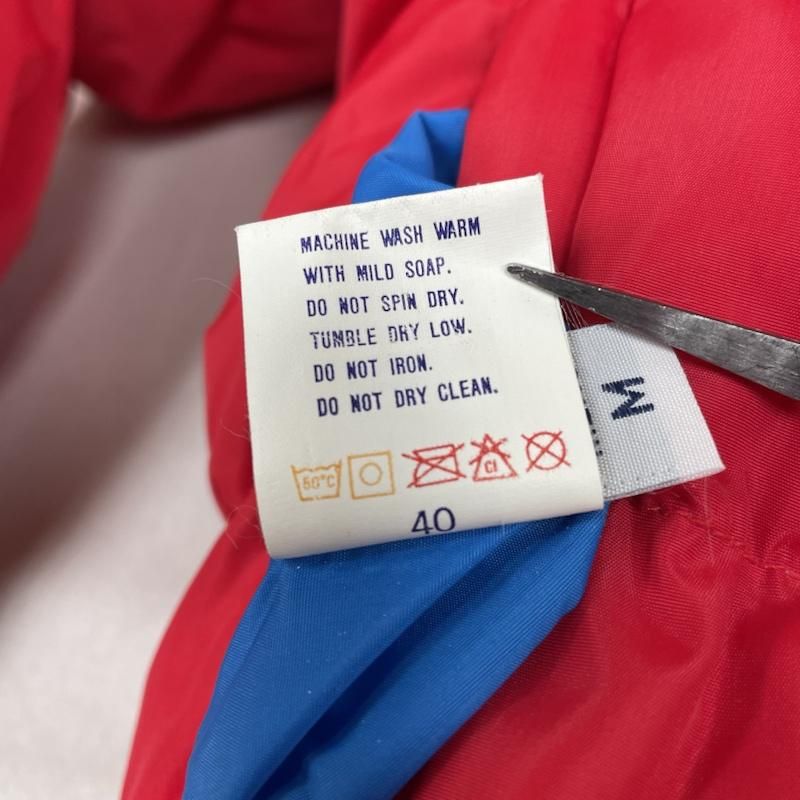 MACHINE WASH WARM
WITH MILD SOAP.
DO NOT SPIN DRY.
TUMBLE DRY LOW.
DO NOT IRON.
DO NOT DRY CLEAN.
50°C
Cl
40
M